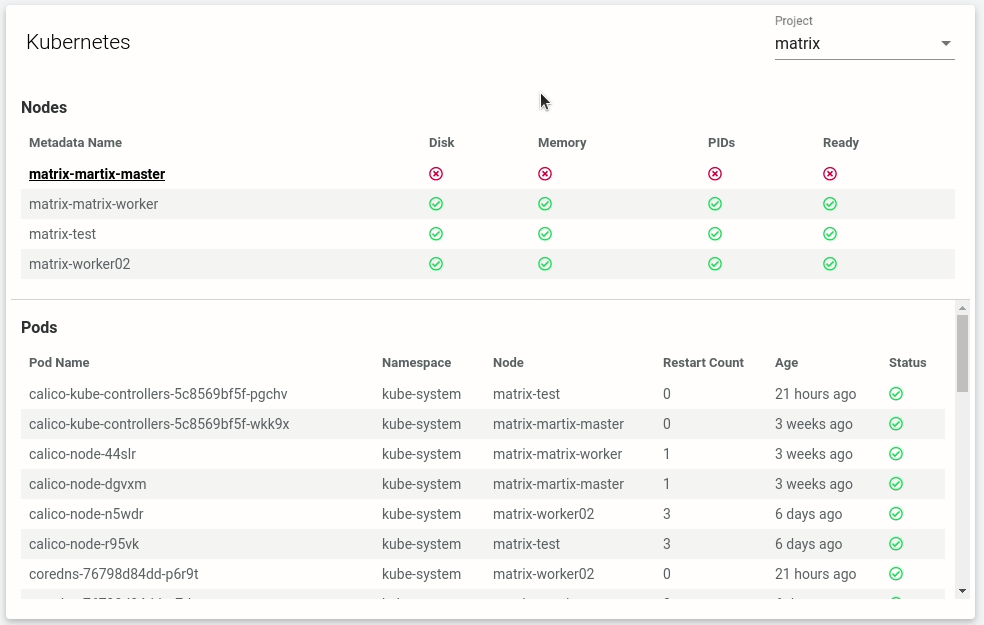 Kubernetes
Project
matrix
Nodes
Metadata Name Disk Memory PIDs Ready
matrix-martix-master
matrix-matrix-worker
matrix-test
matrix-worker02
Pods
Pod Name Namespace Node Restart Count Age Status
calico-kube-controllers-5c8569bf5f-pgchv kube-system matrix-test 0 21 hours ago
calico-kube-controllers-5c8569bf5f-wkk9x kube-system matrix-martix-master 0 3 weeks ago
calico-node-44slr kube-system matrix-matrix-worker 1 3 weeks ago
calico-node-dgvxm kube-system matrix-martix-master 1 3 weeks ago
calico-node-n5wdr kube-system matrix-worker02 3 6 days ago
calico-node-r95vk kube-system matrix-test 3 6 days ago
coredns-76798d84dd-p6r9t kube-system matrix-worker02 0 21 hours ago